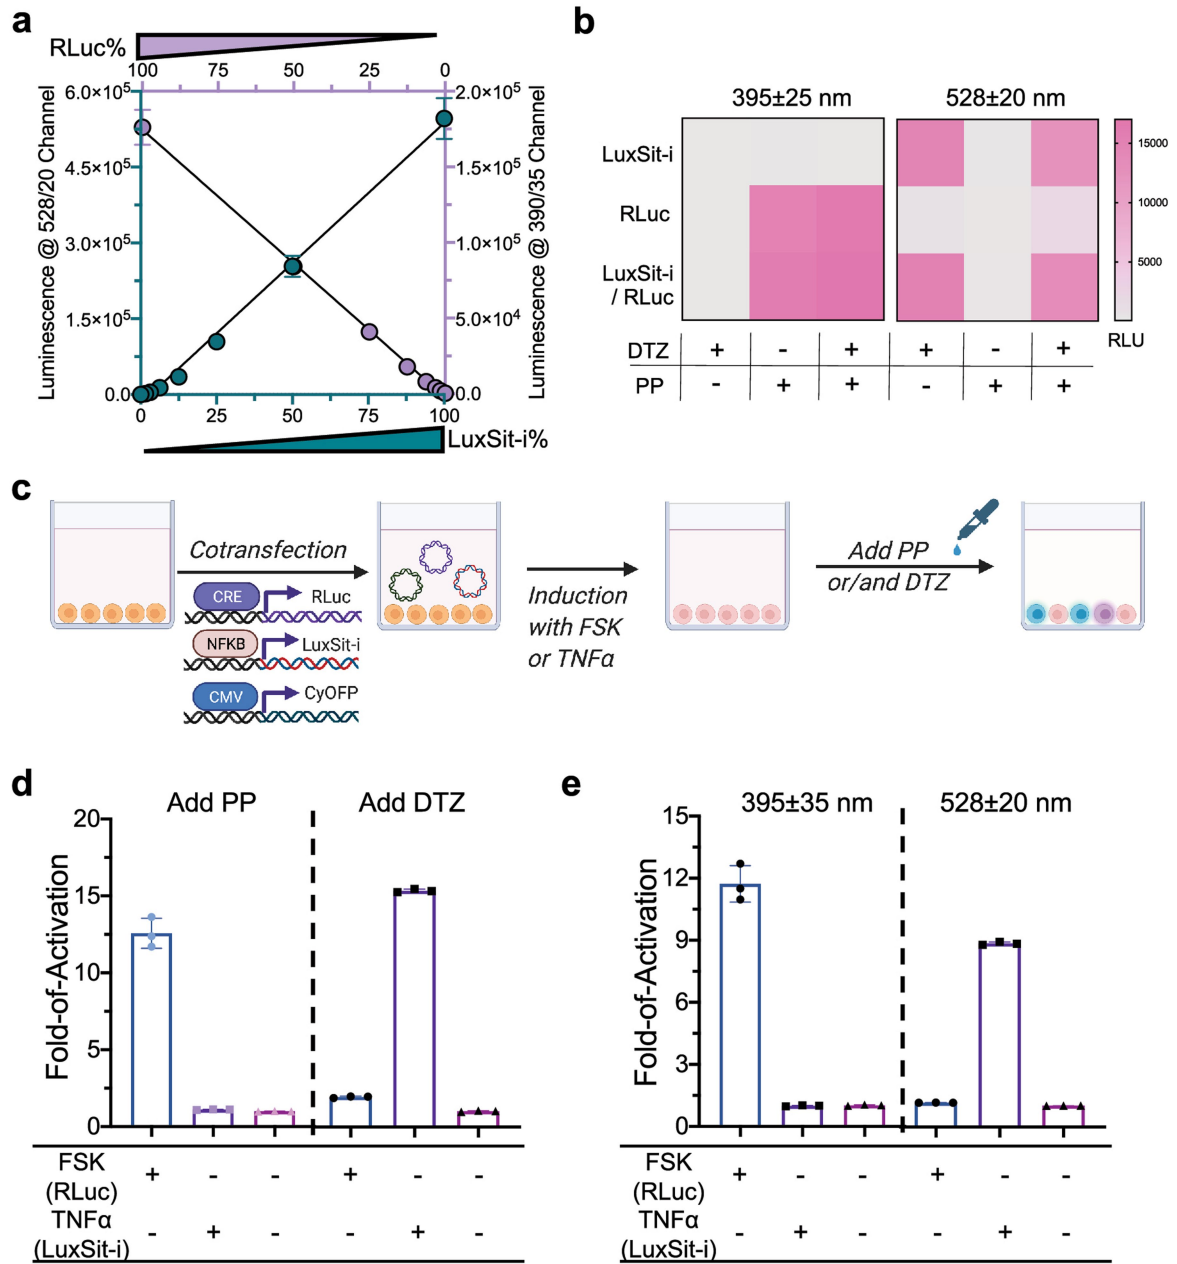 a
RLuc%
100 75 50 25 0
6.0×10⁵
4.5×10⁵
3.0×10⁵
1.5×10⁵
0.0
Luminescence @ 528/20 Channel
2.0×10⁵
1.5×10⁵
1.0×10⁵
5.0×10⁴
0.0
Luminescence @ 390/35 Channel
0 25 50 75 100
LuxSit-i%
b
395±25 nm 528±20 nm
LuxSit-i
RLuc
LuxSit-i
/ RLuc
15000
10000
5000
RLU
DTZ + - + + - +
PP - + + - + +
c
Cotransfection
CRE RLuc
NFKB LuxSit-i
CMV CyOFP
Induction
with FSK
or TNFα
Add PP
or/and DTZ
d
Add PP Add DTZ
Fold-of-Activation
20
15
10
5
0
FSK
(RLuc)
+ - - + - -
TNFα
(LuxSit-i)
- + - - + -
e
395±35 nm 528±20 nm
Fold-of-Activation
15
12
9
6
3
0
FSK
(RLuc)
+ - - + - -
TNFα
(LuxSit-i)
- + - - + -